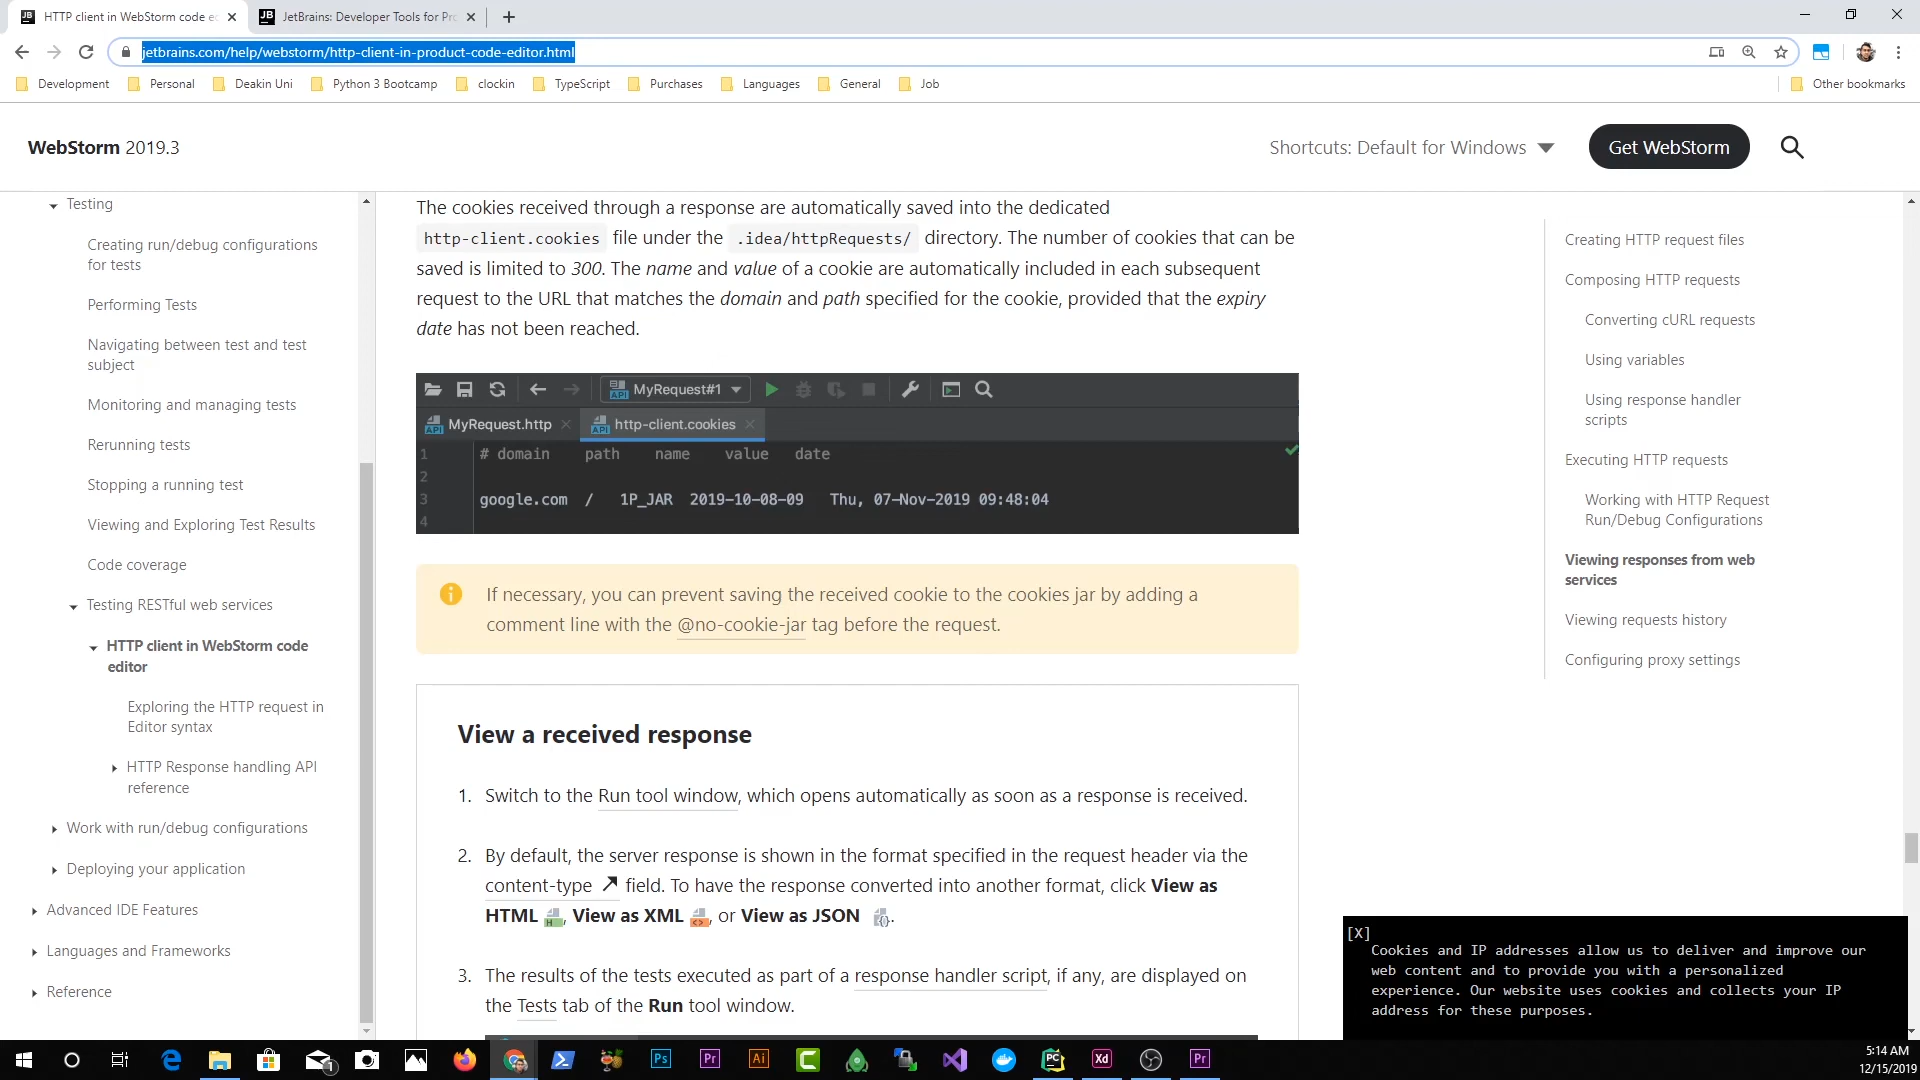 HTTP client in WebStorm code e
JetBrains: Developer Tools for Pro
jetbrains.com/help/webstorm/http-client-in-product-code-editor.html
Development Personal Deakin Uni Python 3 Bootcamp clockin TypeScript Purchases Languages General Job Other bookmarks
WebStorm 2019.3
Shortcuts: Default for Windows
Get WebStorm
Testing
Creating run/debug configurations
for tests
Performing Tests
Navigating between test and test
subject
Monitoring and managing tests
Rerunning tests
Stopping a running test
Viewing and Exploring Test Results
Code coverage
Testing RESTful web services
HTTP client in WebStorm code
editor
Exploring the HTTP request in
Editor syntax
HTTP Response handling API
reference
Work with run/debug configurations
Deploying your application
Advanced IDE Features
Languages and Frameworks
Reference
The cookies received through a response are automatically saved into the dedicated
http-client.cookies file under the .idea/httpRequests/ directory. The number of cookies that can be
saved is limited to 300. The name and value of a cookie are automatically included in each subsequent
request to the URL that matches the domain and path specified for the cookie, provided that the expiry
date has not been reached.
MyRequest#1
MyRequest.http http-client.cookies
1 # domain path name value date
2
3 google.com / 1P_JAR 2019-10-08-09 Thu, 07-Nov-2019 09:48:04
4
If necessary, you can prevent saving the received cookie to the cookies jar by adding a
comment line with the @no-cookie-jar tag before the request.
View a received response
1. Switch to the Run tool window, which opens automatically as soon as a response is received.
2. By default, the server response is shown in the format specified in the request header via the
content-type field. To have the response converted into another format, click View as
HTML , View as XML , or View as JSON .
3. The results of the tests executed as part of a response handler script, if any, are displayed on
the Tests tab of the Run tool window.
Creating HTTP request files
Composing HTTP requests
Converting cURL requests
Using variables
Using response handler
scripts
Executing HTTP requests
Working with HTTP Request
Run/Debug Configurations
Viewing responses from web
services
Viewing requests history
Configuring proxy settings
[X]
Cookies and IP addresses allow us to deliver and improve our
web content and to provide you with a personalized
experience. Our website uses cookies and collects your IP
address for these purposes.
5:14 AM
12/15/2019